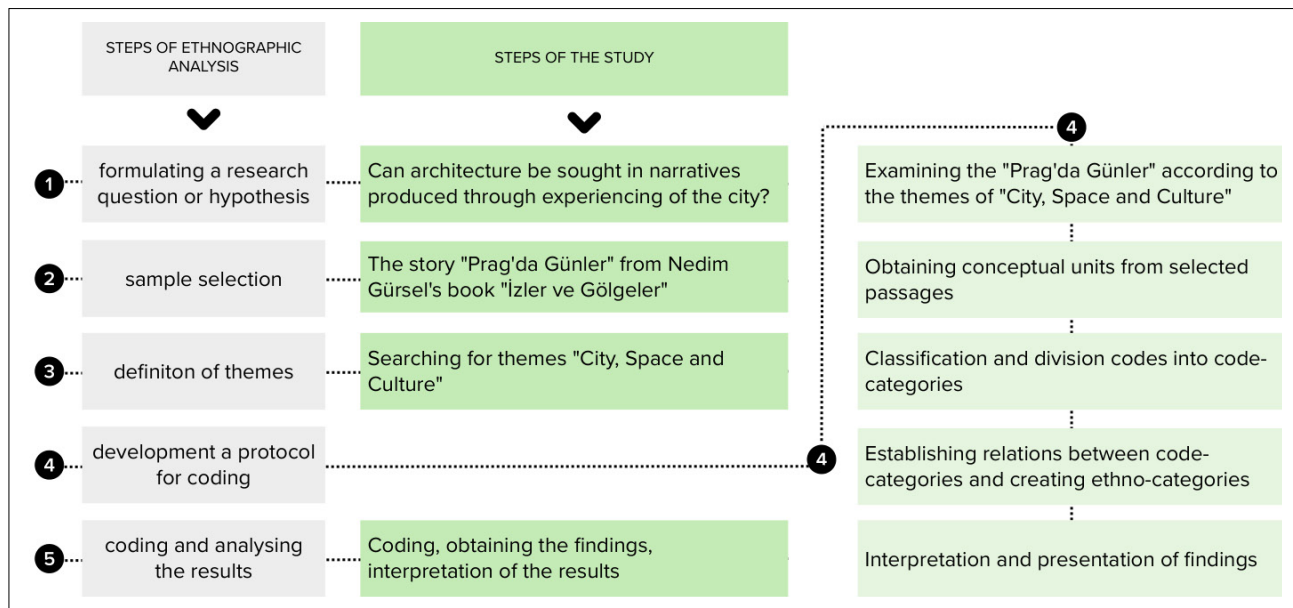 STEPS OF ETHNOGRAPHIC
ANALYSIS
STEPS OF THE STUDY
1
formulating a research
question or hypothesis
Can architecture be sought in narratives
produced through experiencing of the city?
2
sample selection
The story "Prag'da Günler" from Nedim
Gürsel's book "İzler ve Gölgeler"
3
definiton of themes
Searching for themes "City, Space and
Culture"
4
development a protocol
for coding
4
5
coding and analysing
the results
Coding, obtaining the findings,
interpretation of the results
4
Examining the "Prag'da Günler" according to
the themes of "City, Space and Culture"
Obtaining conceptual units from selected
passages
Classification and division codes into code-
categories
Establishing relations between code-
categories and creating ethno-categories
Interpretation and presentation of findings